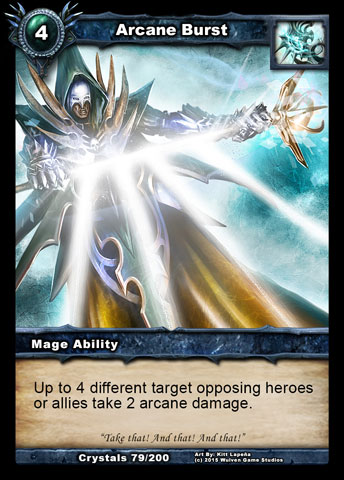 4
Arcane Burst
Mage Ability
Up to 4 different target opposing heroes
or allies take 2 arcane damage.
"Take that! And that! And that!"
Crystals 79/200
Art By: Kitt Lapeña
(c) 2015 Wulven Game Studios